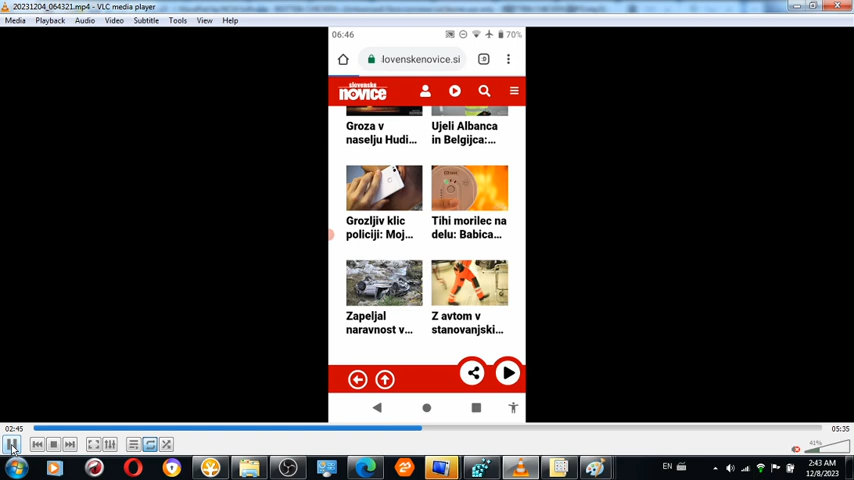 20231204_064321.mp4 - VLC media player
Media Playback Audio Video Subtitle Tools View Help
06:46 70%
lovenskenovice.si :D
slovenske
novice
Groza v
naselju Hudi...
Ujeli Albanca
in Belgijca:...
Grozljiv klic
policiji: Moj...
Tihi morilec na
delu: Babica...
Zapeljal
naravnost v...
Z avtom v
stanovanjski...
02:45 05:35
41%
EN
2:43 AM
12/8/2023